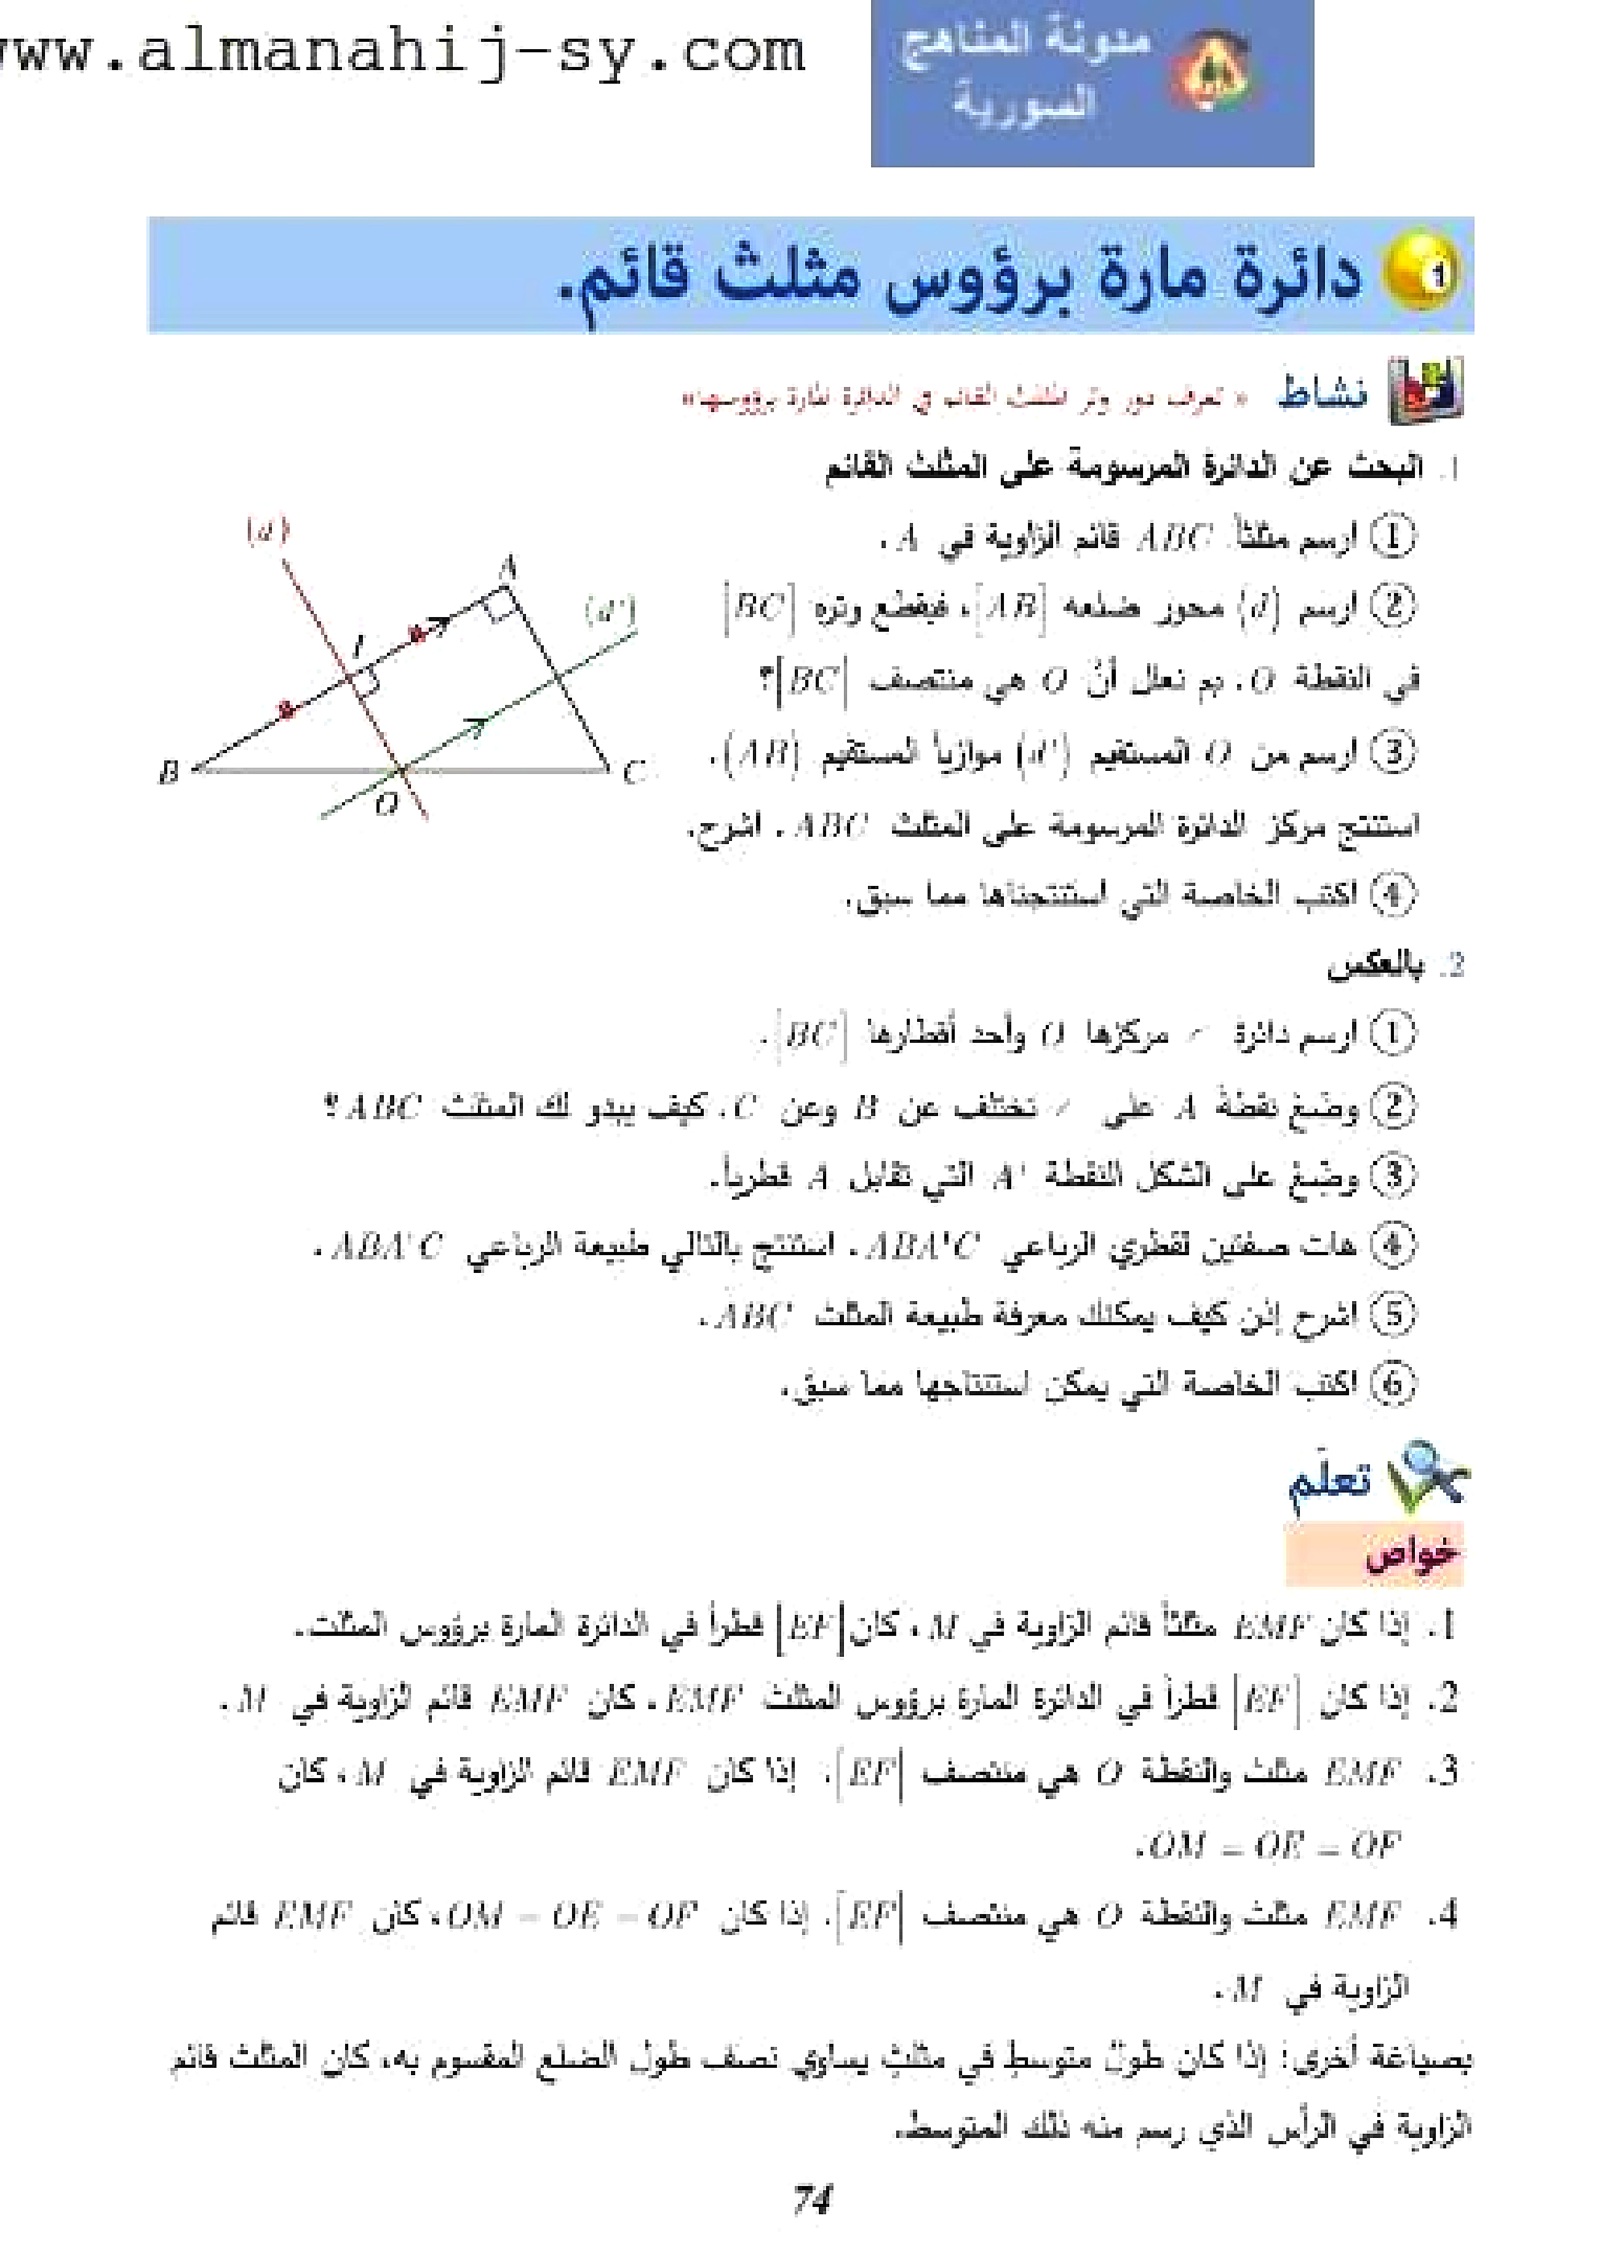 www.almanahij-sy.com
مدونة المناهج
السورية
1 دائرة مارة برؤوس مثلث قائم.
نشاط « تعرف دور وتر المثلث القائم في الدائرة المارة برؤوسها»
1. البحث عن الدائرة المرسومة على المثلث القائم
① ارسم مثلثاً ABC قائم الزاوية في A .
② ارسم (d) محور ضلعه [AB]، فيقطع وتره [BC]
في النقطة O، بم نعلل أنّ O هي منتصف [BC]؟
③ ارسم من O المستقيم (d') موازياً المستقيم (AB).
استنتج مركز الدائرة المرسومة على المثلث ABC . اشرح.
④ اكتب الخاصة التي استنتجناها مما سبق.
(d)
A
(d')
I
B
O
C
2. بالعكس
① ارسم دائرة مركزها O وأحد أقطارها [BC].
② وضّع نقطة A على تختلف عن B وعن C، كيف يبدو لك المثلث ABC ؟
③ وضّع على الشكل النقطة A' التي تقابل A قطرياً.
④ هات صفتين لقطري الرباعي ABA'C . استنتج بالتالي طبيعة الرباعي ABA'C .
⑤ اشرح إذن كيف يمكنك معرفة طبيعة المثلث ABC .
⑥ اكتب الخاصة التي يمكن استنتاجها مما سبق.
تعلّم
خواص
1. إذا كان EMF مثلثاً قائم الزاوية في M ، كان [EF] قطراً في الدائرة المارة برؤوس المثلث.
2. إذا كان [EF] قطراً في الدائرة المارة برؤوس المثلث EMF ، كان EMF قائم الزاوية في M .
3. EMF مثلث والنقطة O هي منتصف [EF]. إذا كان EMF قائم الزاوية في M ، كان
OM = OE = OF .
4. EMF مثلث والنقطة O هي منتصف [EF]. إذا كان OM = OE = OF ، كان EMF قائم
الزاوية في M .
بصياغة أخرى: إذا كان طول متوسط في مثلث يساوي نصف طول الضلع المقسوم به، كان المثلث قائم
الزاوية في الرأس الذي رسم منه ذلك المتوسط.
74